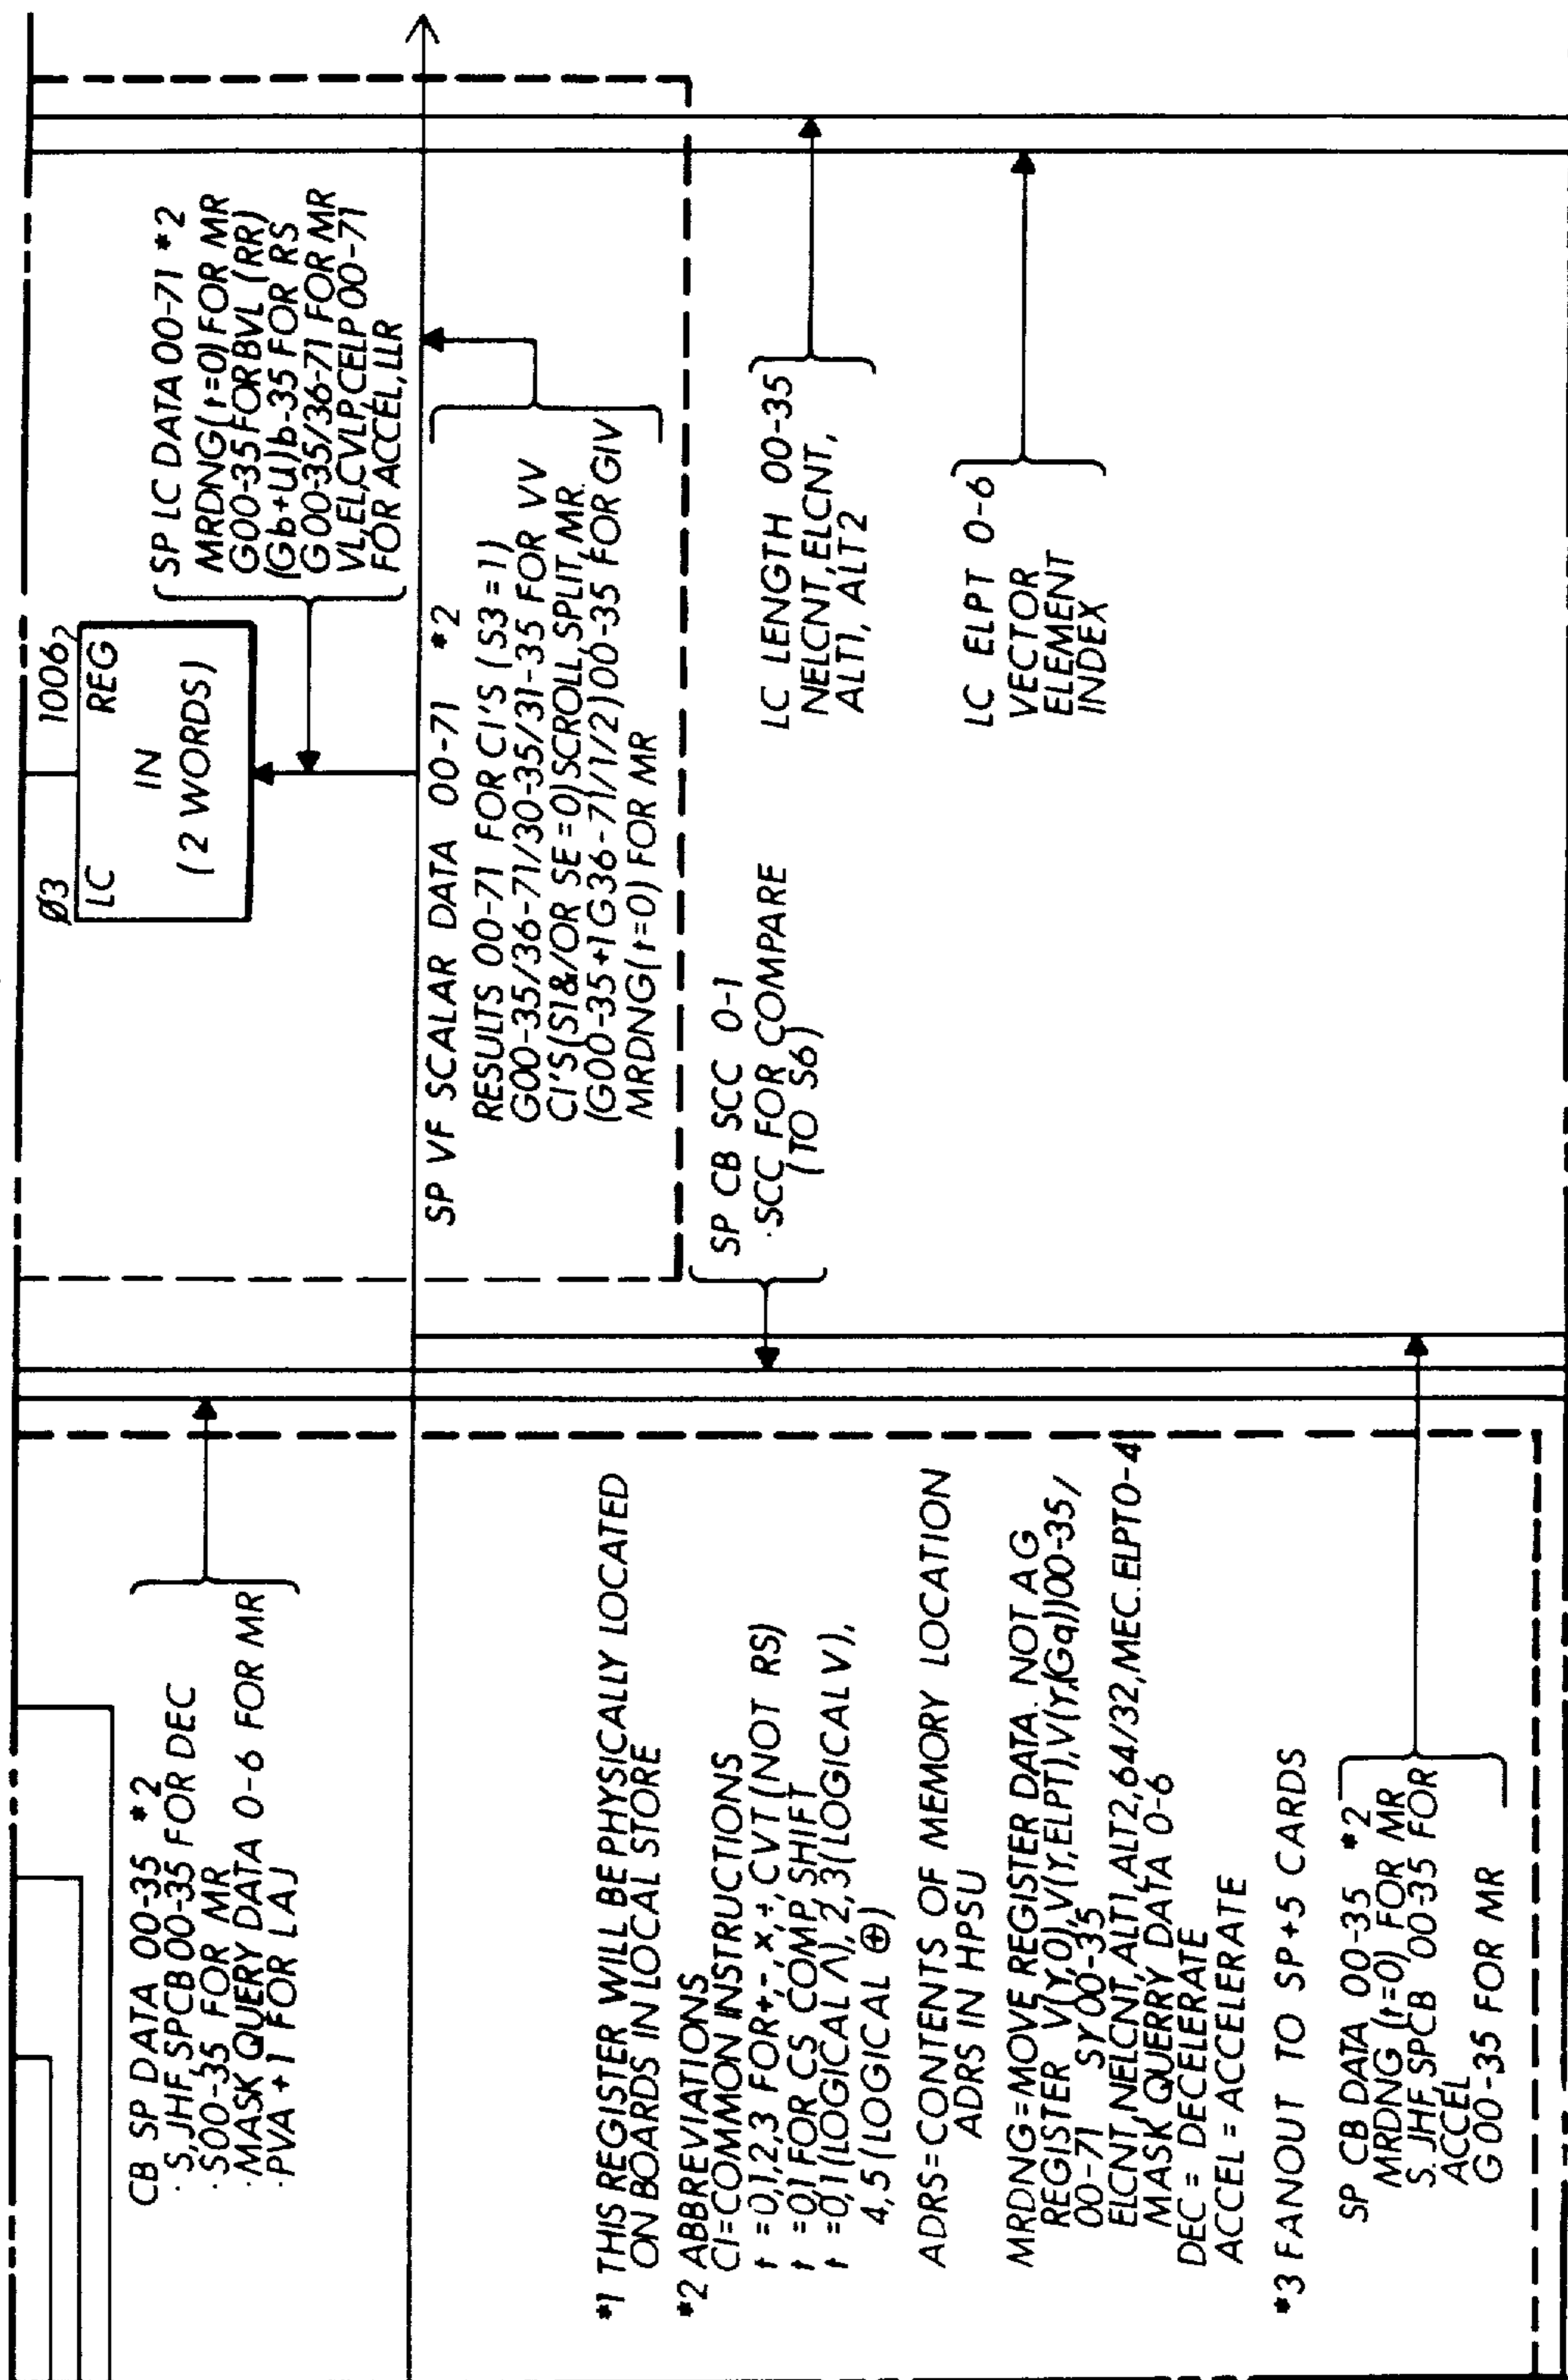 Ø3
1006
LC
REG
IN
(2 WORDS)
SP LC DATA 00-71 *2
MRDNG(t=0) FOR MR
G00-35 FOR BVL (RR)
(Gb+u)b-35 FOR RS
G00-35/36-71 FOR MR
VL,EL,CVLP,CELP 00-71
FOR ACCEL, LLR
SP VF SCALAR DATA 00-71 *2
RESULTS 00-71 FOR CI'S (S3=1)
G00-35/36-71/30-35/31-35 FOR VV
CI'S(S1&/OR SE=0) SCROLL, SPLIT, MR.
(G00-35+1G36-71/1/2)00-35 FOR GIV
MRDNG(t=0) FOR MR
SP CB SCC 0-1
·SCC FOR COMPARE
(TO S6)
LC LENGTH 00-35
NELCNT, ELCNT,
ALT1, ALT2
LC ELPT 0-6
VECTOR
ELEMENT
INDEX
CB SP DATA 00-35 *2
·S, JHF SPCB 00-35 FOR DEC
·S00-35 FOR MR
·MASK QUERY DATA 0-6 FOR MR
·PVA + 1 FOR LAJ
*1 THIS REGISTER WILL BE PHYSICALLY LOCATED
ON BOARDS IN LOCAL STORE
*2 ABBREVIATIONS
CI=COMMON INSTRUCTIONS
t =0,1,2,3 FOR+,-,×,÷, CVT (NOT RS)
t =0,1 FOR CS COMP, SHIFT
t =0,1(LOGICAL Λ), 2,3(LOGICAL V),
4,5 (LOGICAL ⊕)
ADRS=CONTENTS OF MEMORY LOCATION
ADRS IN HPSU
MRDNG=MOVE REGISTER DATA. NOT A G
REGISTER V(γ,0),V(γ,ELPT),V(γ,(Ga))00-35/
00-71 Sγ 00-35
ELCNT,NELCNT,ALT1,ALT2,64/32,MEC.ELPT0-4
MASK QUERRY DATA 0-6
DEC = DECELERATE
ACCEL = ACCELERATE
*3 FANOUT TO SP+5 CARDS
SP CB DATA 00-35 *2
MRDNG (t=0) FOR MR
S. JHF SPCB 00-35 FOR
ACCEL
G00-35 FOR MR